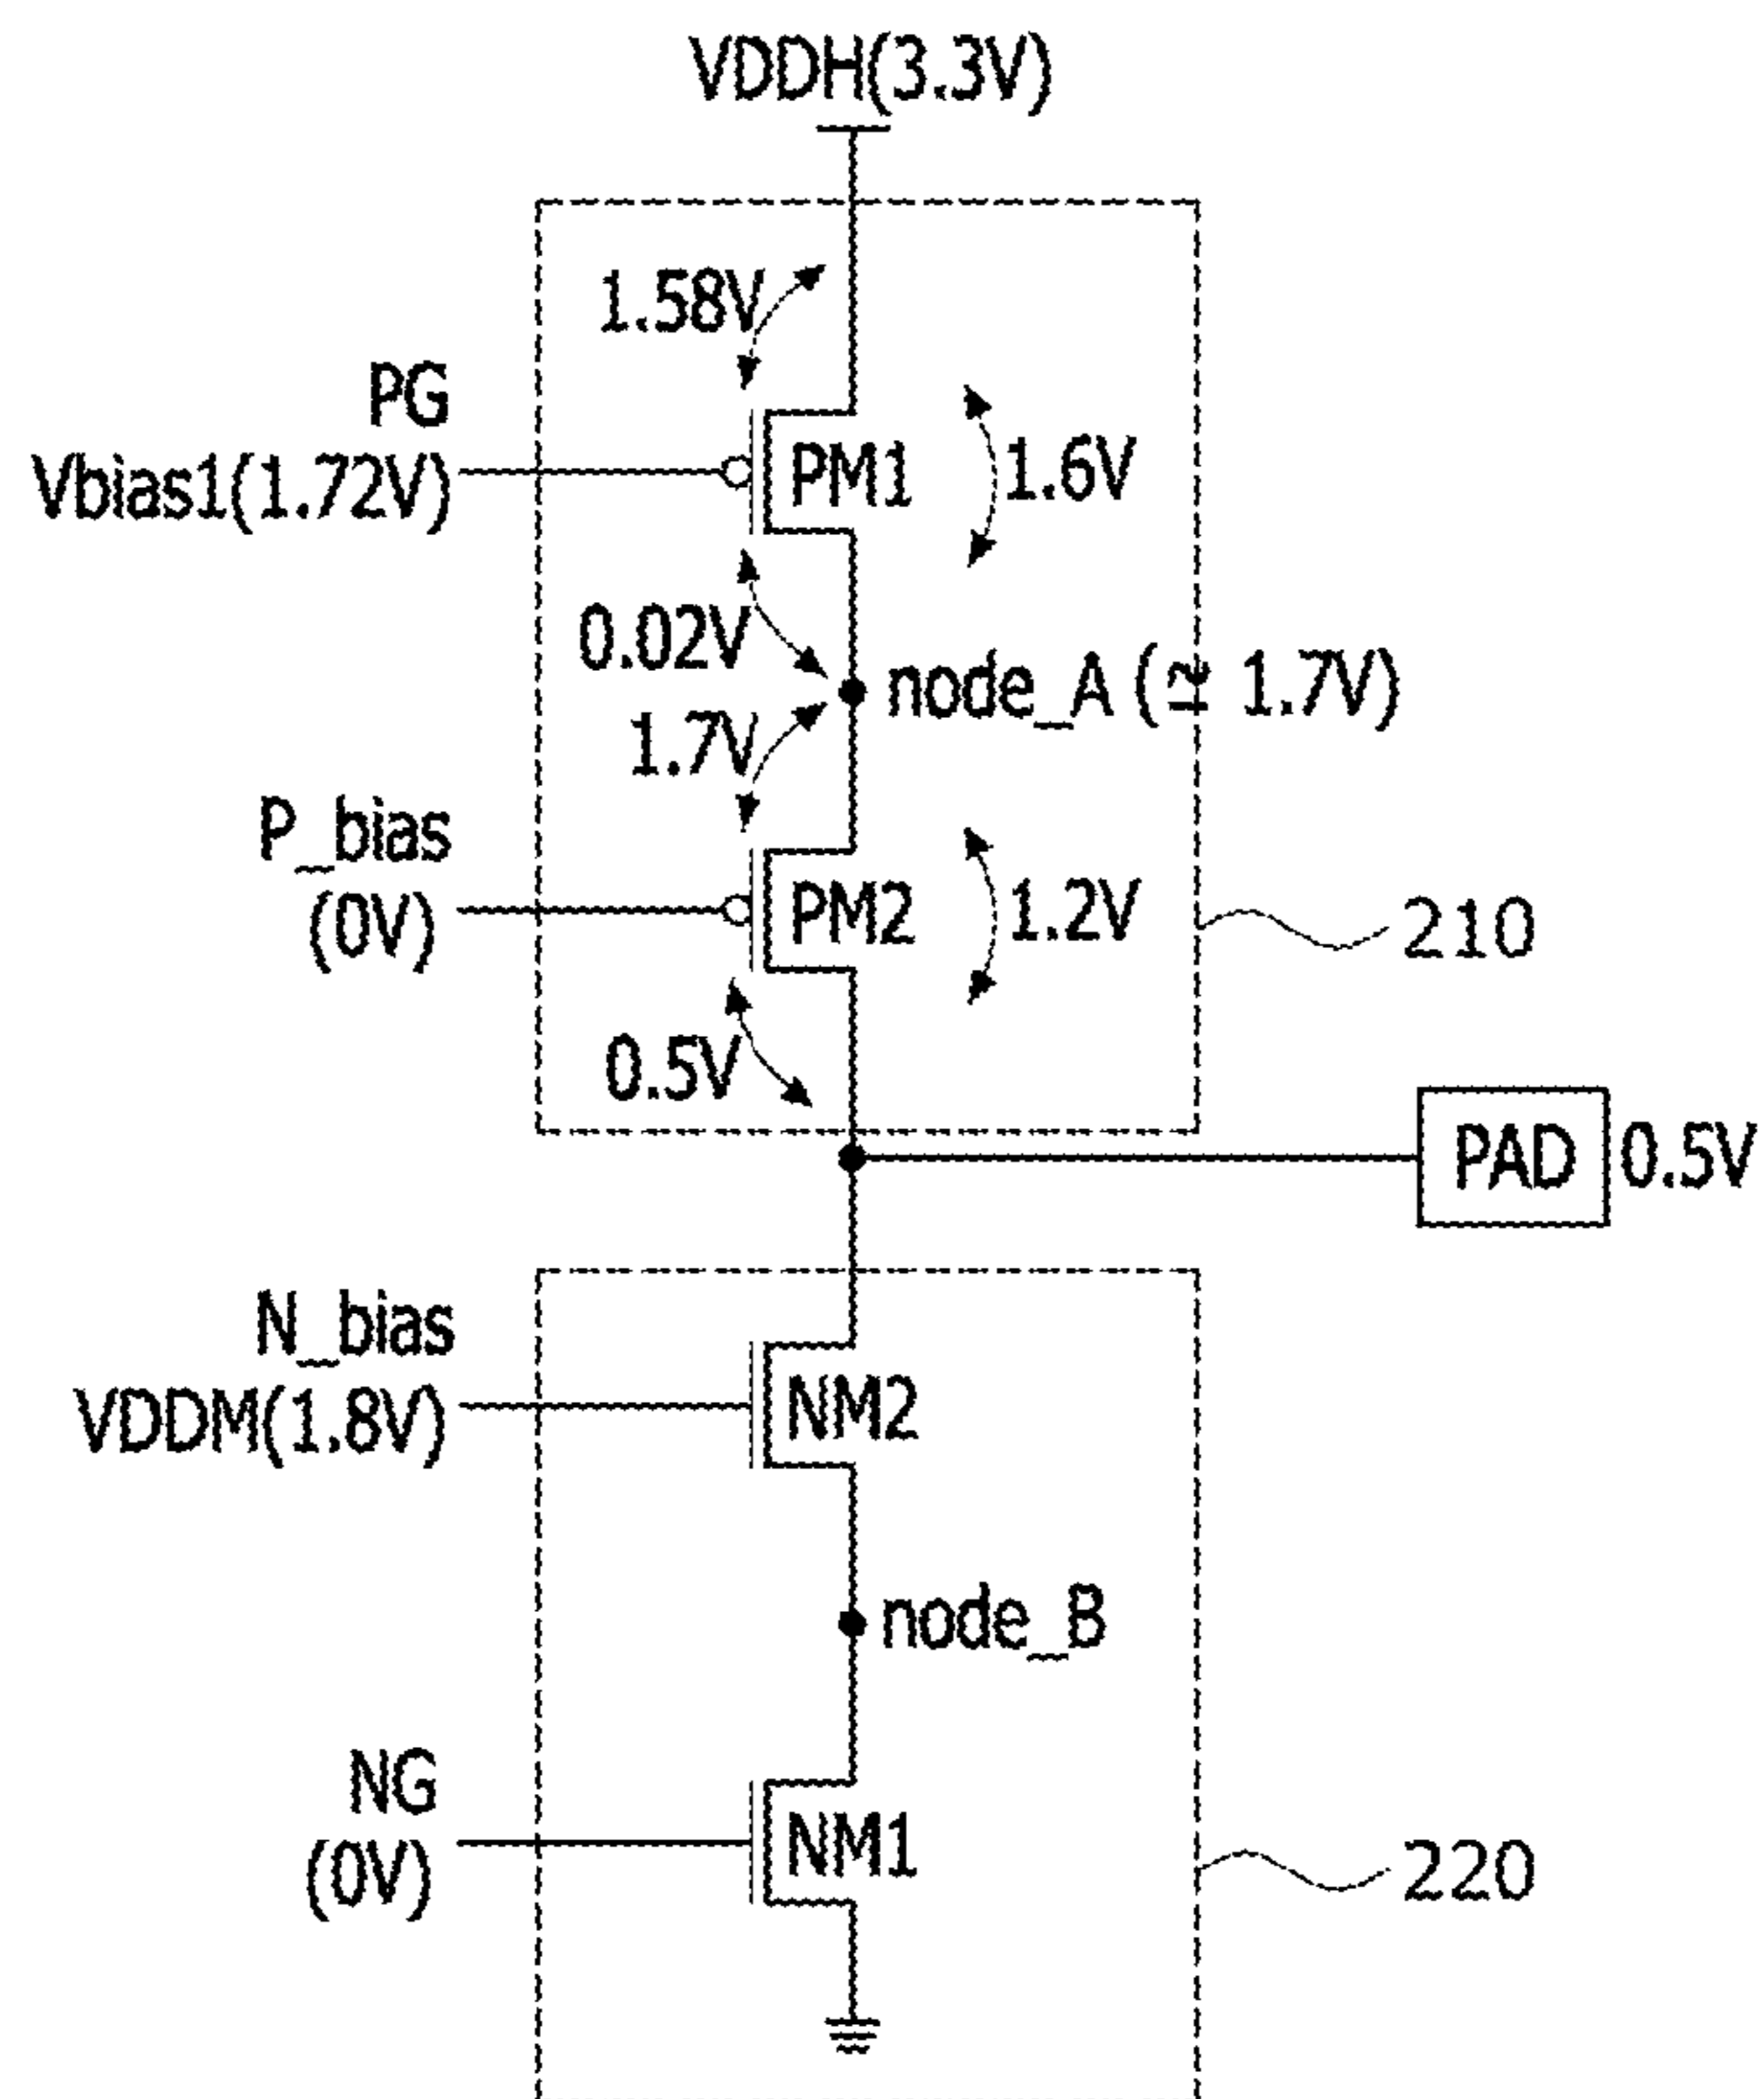 VDDH(3.3V)
1.58V
PG
Vbias1(1.72V)
PM1
1.6V
0.02V
node_A (≃ 1.7V)
1.7V
P_bias
(0V)
PM2
1.2V
210
0.5V
PAD
0.5V
N_bias
VDDM(1.8V)
NM2
node_B
NG
(0V)
NM1
220